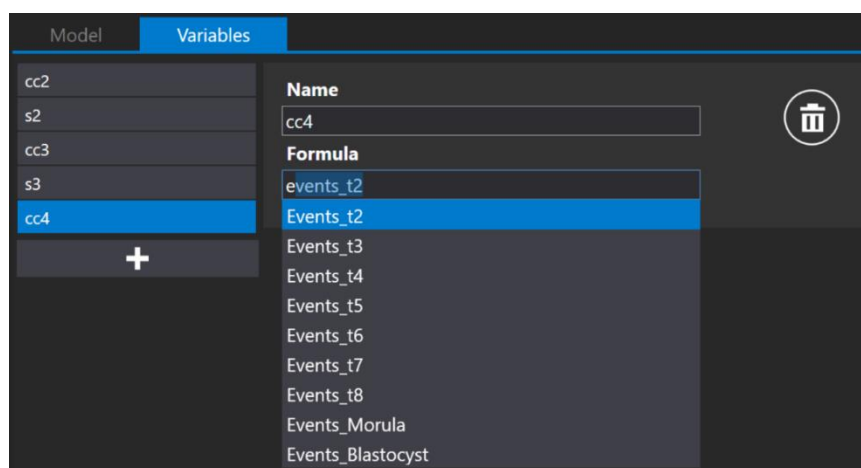 Model Variables
cc2
s2
cc3
s3
cc4
Name
cc4
Formula
events_t2
Events_t2
Events_t3
Events_t4
Events_t5
Events_t6
Events_t7
Events_t8
Events_Morula
Events_Blastocyst